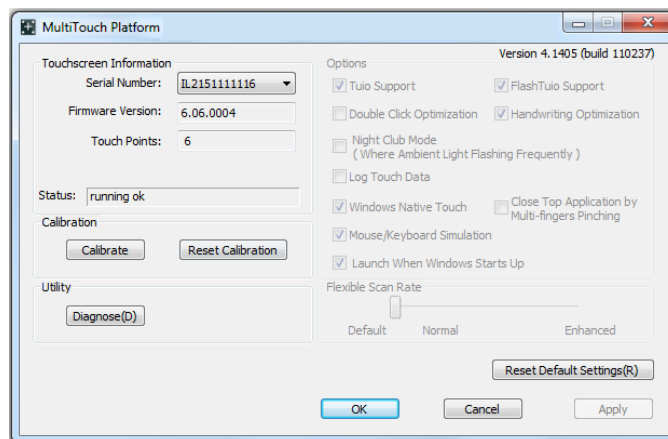 MultiTouch Platform
Version 4.1405 (build 110237)
Touchscreen Information
Serial Number: IL2151111116
Firmware Version: 6.06.0004
Touch Points: 6
Status: running ok
Calibration
Calibrate Reset Calibration
Utility
Diagnose(D)
Options
Tuio Support FlashTuio Support
Double Click Optimization Handwriting Optimization
Night Club Mode
( Where Ambient Light Flashing Frequently )
Log Touch Data
Windows Native Touch Close Top Application by
Multi-fingers Pinching
Mouse/Keyboard Simulation
Launch When Windows Starts Up
Flexible Scan Rate
Default Normal Enhanced
Reset Default Settings(R)
OK Cancel Apply